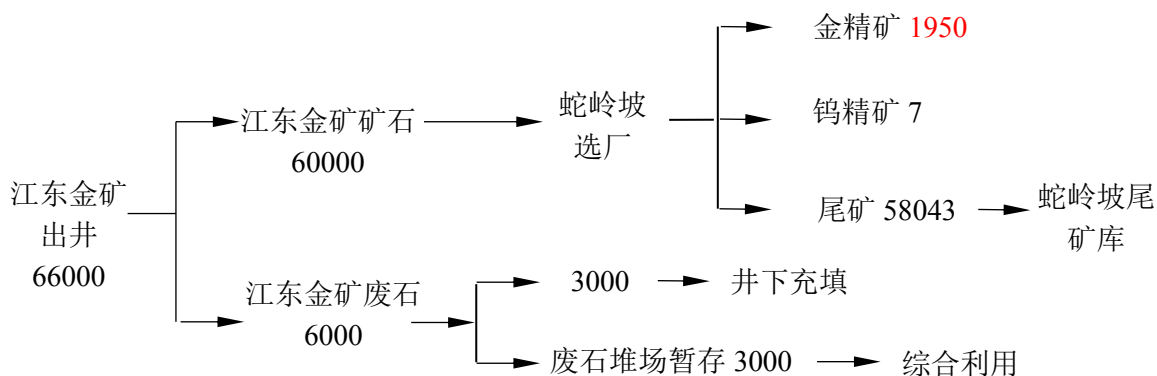 金精矿 1950
江东金矿矿石
60000
蛇岭坡
选厂
钨精矿 7
江东金矿
出井
66000
尾矿 58043
蛇岭坡尾
矿库
江东金矿废石
6000
3000
井下充填
废石堆场暂存 3000
综合利用